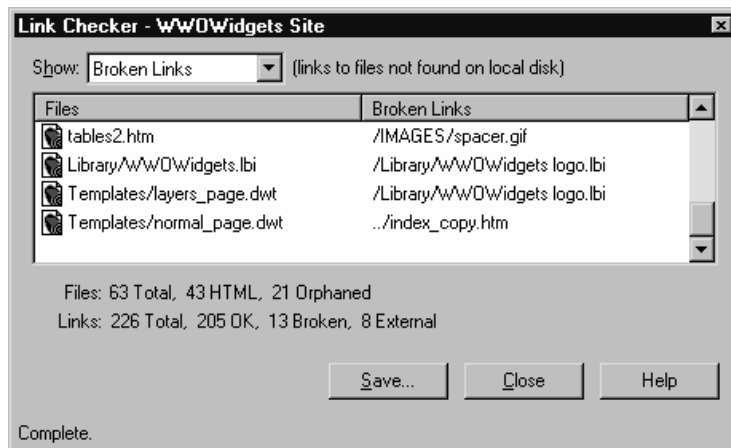 Link Checker - WWOWidgets Site
Show: Broken Links (links to files not found on local disk)
Files Broken Links
tables2.htm /IMAGES/spacer.gif
Library/WWOWidgets.lbi /Library/WWOWidgets logo.lbi
Templates/layers_page.dwt /Library/WWOWidgets logo.lbi
Templates/normal_page.dwt ../index_copy.htm
Files: 63 Total, 43 HTML, 21 Orphaned
Links: 226 Total, 205 OK, 13 Broken, 8 External
Save... Close Help
Complete.